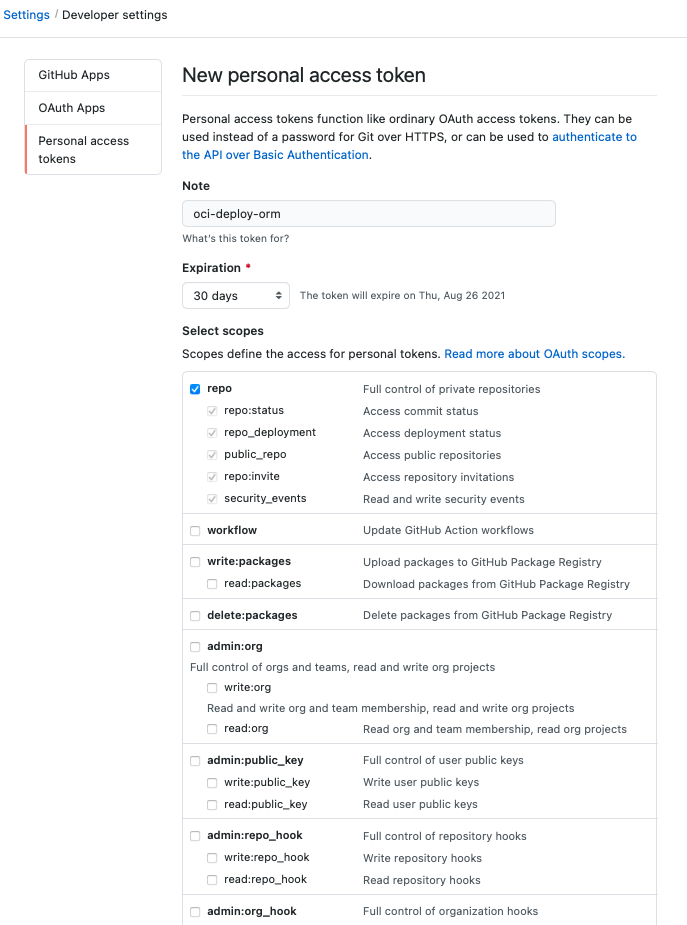 Settings / Developer settings
GitHub Apps
OAuth Apps
Personal access
tokens
New personal access token
Personal access tokens function like ordinary OAuth access tokens. They can be
used instead of a password for Git over HTTPS, or can be used to authenticate to
the API over Basic Authentication.
Note
oci-deploy-orm
What's this token for?
Expiration *
30 days The token will expire on Thu, Aug 26 2021
Select scopes
Scopes define the access for personal tokens. Read more about OAuth scopes.
repo Full control of private repositories
repo:status Access commit status
repo_deployment Access deployment status
public_repo Access public repositories
repo:invite Access repository invitations
security_events Read and write security events
workflow Update GitHub Action workflows
write:packages Upload packages to GitHub Package Registry
read:packages Download packages from GitHub Package Registry
delete:packages Delete packages from GitHub Package Registry
admin:org
Full control of orgs and teams, read and write org projects
write:org
Read and write org and team membership, read and write org projects
read:org Read org and team membership, read org projects
admin:public_key Full control of user public keys
write:public_key Write user public keys
read:public_key Read user public keys
admin:repo_hook Full control of repository hooks
write:repo_hook Write repository hooks
read:repo_hook Read repository hooks
admin:org_hook Full control of organization hooks